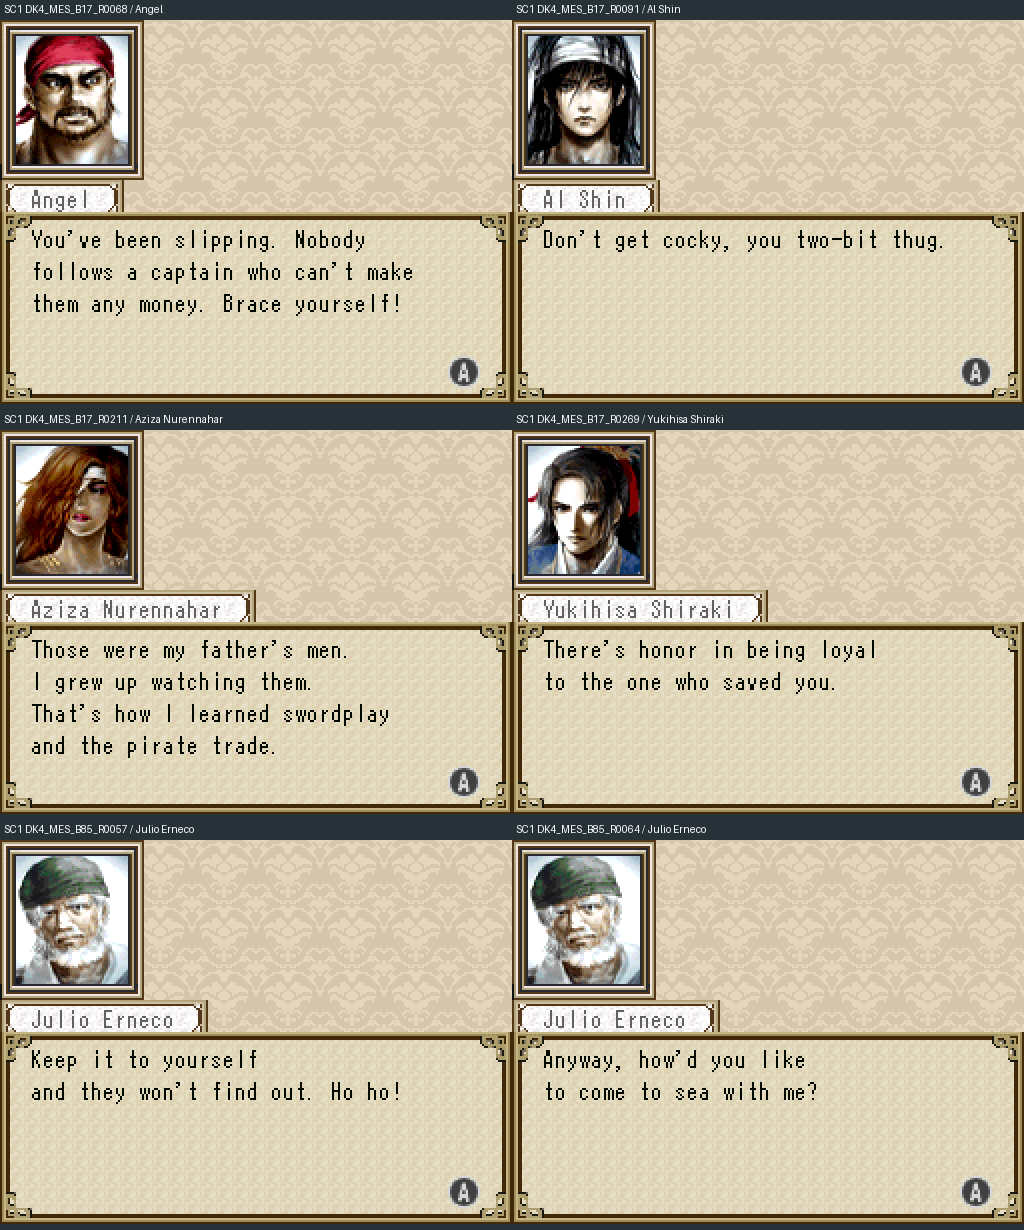 SC1 DK4_MES_B17_R0068 / Angel
Angel
You've been slipping. Nobody
follows a captain who can't make
them any money. Brace yourself!
A
SC1 DK4_MES_B17_R0091 / Al Shin
Al Shin
Don't get cocky, you two-bit thug.
A
SC1 DK4_MES_B17_R0211 / Aziza Nurennahar
Aziza Nurennahar
Those were my father's men.
I grew up watching them.
That's how I learned swordplay
and the pirate trade.
A
SC1 DK4_MES_B17_R0269 / Yukihisa Shiraki
Yukihisa Shiraki
There's honor in being loyal
to the one who saved you.
A
SC1 DK4_MES_B85_R0057 / Julio Erneco
Julio Erneco
Keep it to yourself
and they won't find out. Ho ho!
A
SC1 DK4_MES_B85_R0064 / Julio Erneco
Julio Erneco
Anyway, how'd you like
to come to sea with me?
A